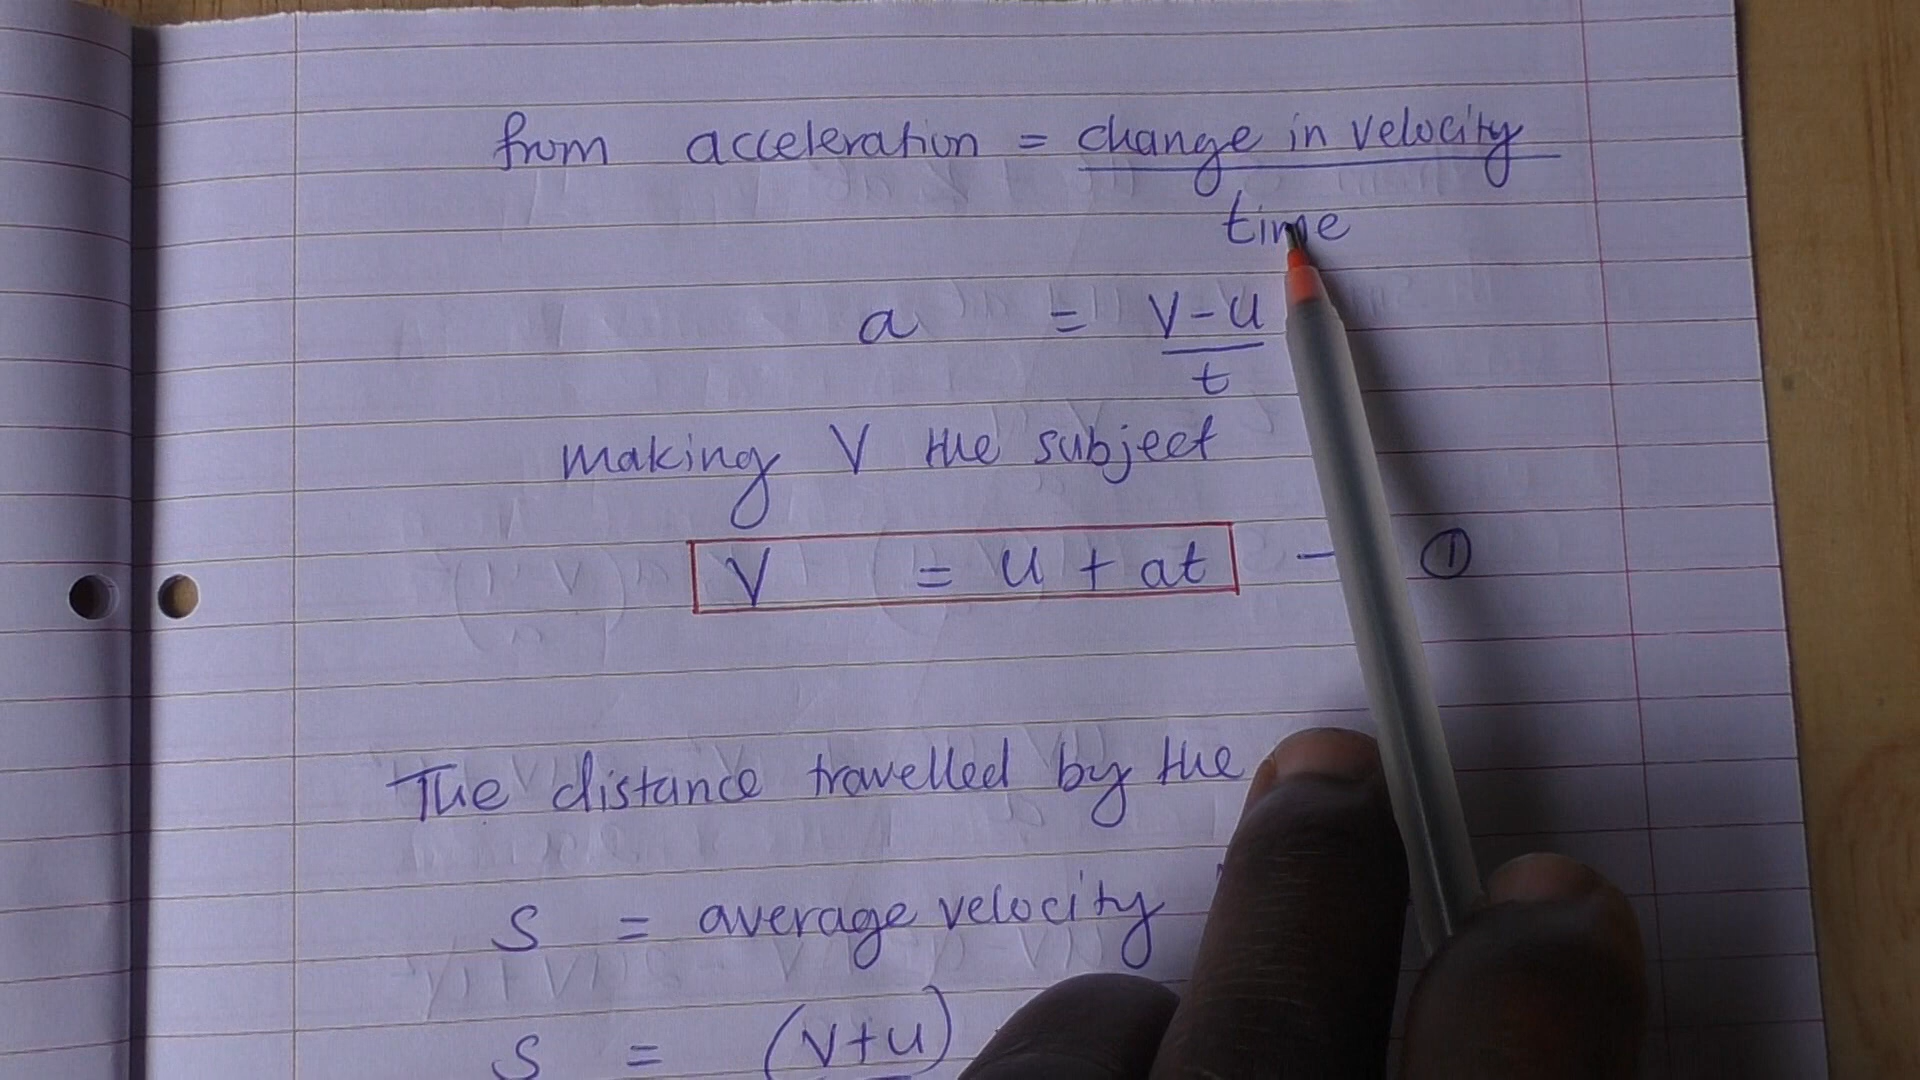 from acceleration = change in velocity
time
a = v-u
t
making V the subject
V = u + at - ①
The distance travelled by the
S = average velocity
S = (v+u)